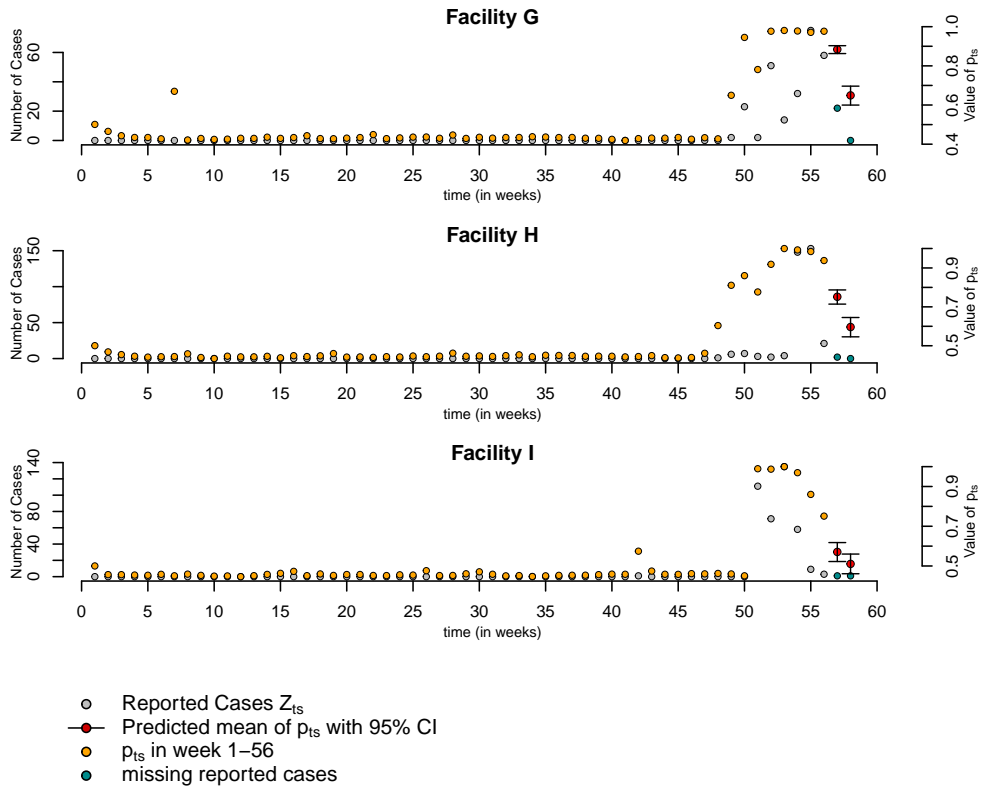 Facility G
Number of Cases
0 20 60
0 5 10 15 20 25 30 35 40 45 50 55 60
time (in weeks)
0.4 0.6 0.8 1.0
Value of pts
Facility H
Number of Cases
0 50 150
0 5 10 15 20 25 30 35 40 45 50 55 60
time (in weeks)
0.5 0.7 0.9
Value of pts
Facility I
Number of Cases
0 40 80 140
0 5 10 15 20 25 30 35 40 45 50 55 60
time (in weeks)
0.5 0.7 0.9
Value of pts
Reported Cases Zts
Predicted mean of pts with 95% CI
pts in week 1−56
missing reported cases